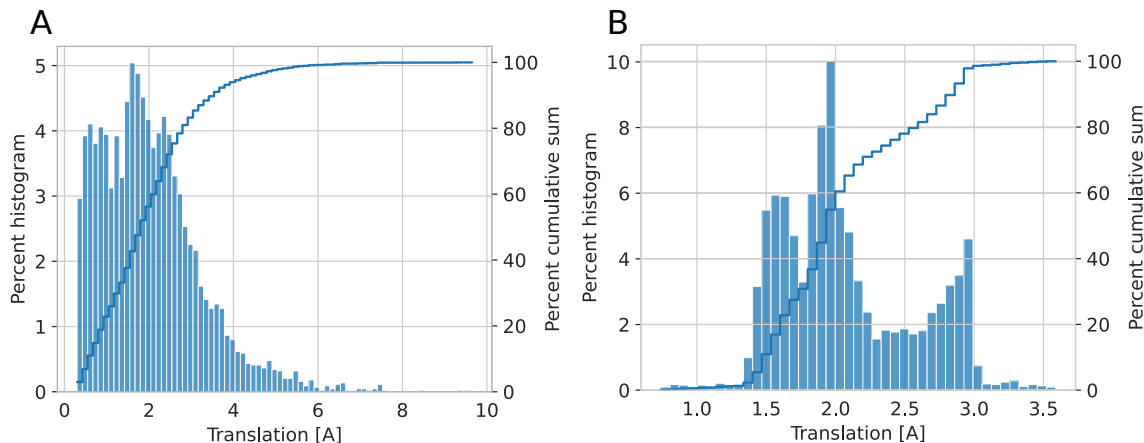 A
B
5
4
3
2
1
0
Percent histogram
100
80
60
40
20
0
Percent cumulative sum
0 2 4 6 8 10
Translation [A]
10
8
6
4
2
0
Percent histogram
100
80
60
40
20
0
Percent cumulative sum
1.0 1.5 2.0 2.5 3.0 3.5
Translation [A]